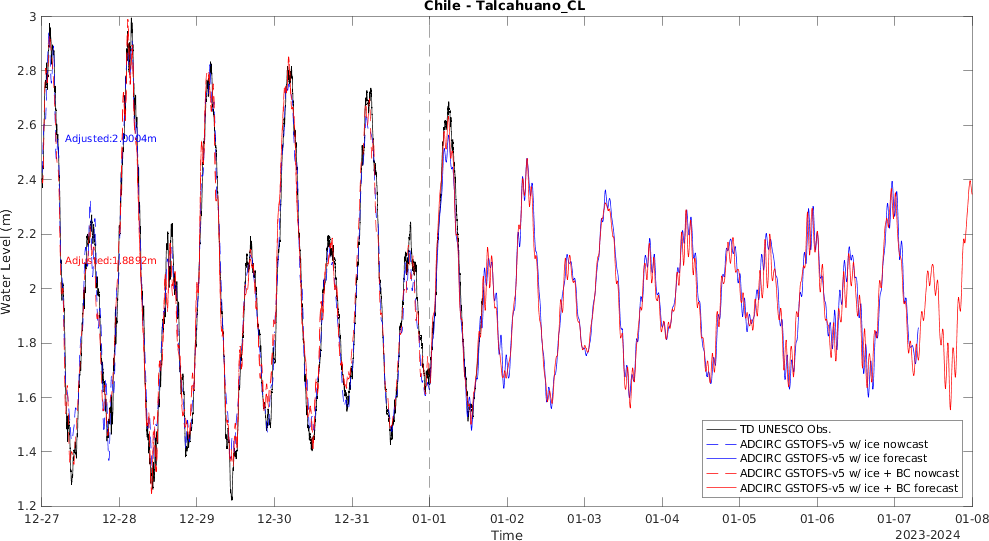 Chile - Talcahuano_CL
3
2.8
2.6
2.4
2.2
2
1.8
1.6
1.4
1.2
Water Level (m)
Adjusted:2.0004m
Adjusted:1.8892m
TD UNESCO Obs.
ADCIRC GSTOFS-v5 w/ ice nowcast
ADCIRC GSTOFS-v5 w/ ice forecast
ADCIRC GSTOFS-v5 w/ ice + BC nowcast
ADCIRC GSTOFS-v5 w/ ice + BC forecast
12-27 12-28 12-29 12-30 12-31 01-01 01-02 01-03 01-04 01-05 01-06 01-07 01-08
Time
2023-2024